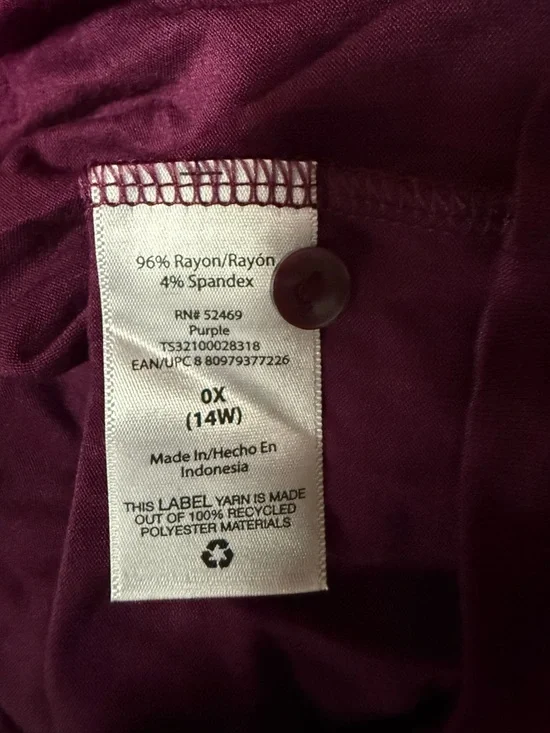 96% Rayon/Rayón
4% Spandex
RN# 52469
Purple
TS32100028318
EAN/UPC 8 80979377226
0X
(14W)
Made In/Hecho En
Indonesia
THIS LABEL YARN IS MADE
OUT OF 100% RECYCLED
POLYESTER MATERIALS